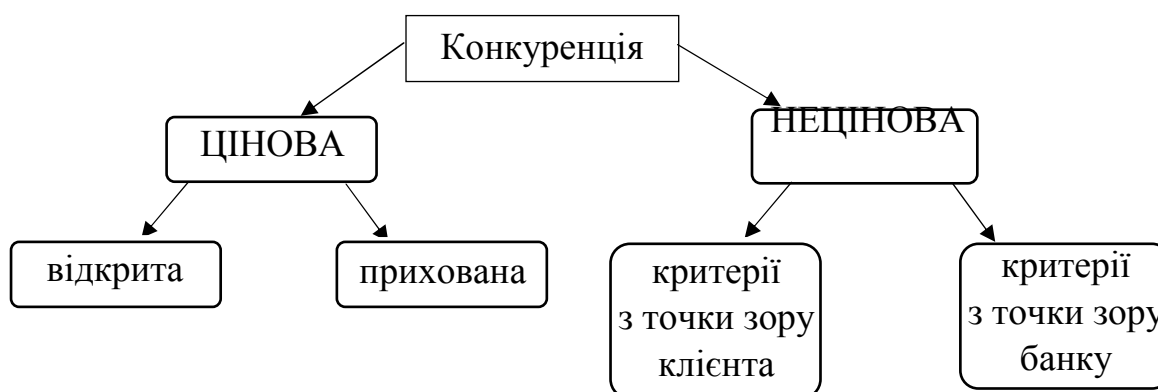 Конкуренція
ЦІНОВА
НЕЦІНОВА
відкрита
прихована
критерії
з точки зору
клієнта
критерії
з точки зору
банку